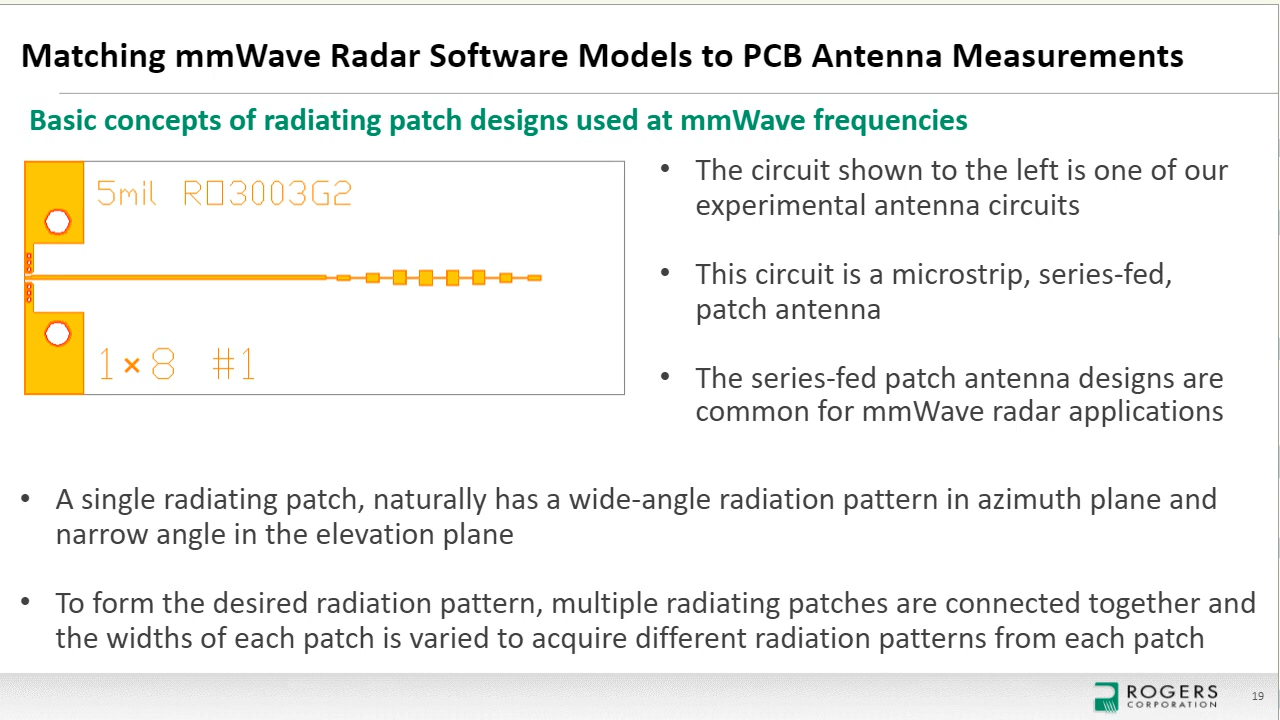 Matching mmWave Radar Software Models to PCB Antenna Measurements
Basic concepts of radiating patch designs used at mmWave frequencies
5mil RO3003G2
1×8 #1
• The circuit shown to the left is one of our
experimental antenna circuits
• This circuit is a microstrip, series-fed,
patch antenna
• The series-fed patch antenna designs are
common for mmWave radar applications
• A single radiating patch, naturally has a wide-angle radiation pattern in azimuth plane and
narrow angle in the elevation plane
• To form the desired radiation pattern, multiple radiating patches are connected together and
the widths of each patch is varied to acquire different radiation patterns from each patch
ROGERS
CORPORATION
19